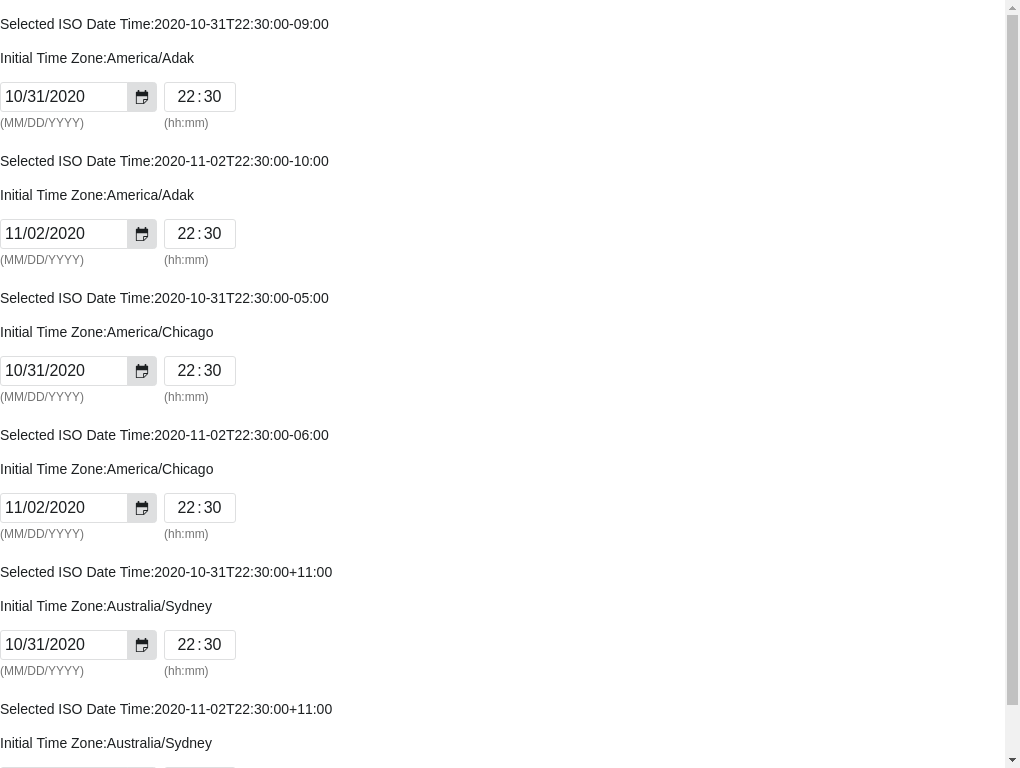 Selected ISO Date Time:2020-10-31T22:30:00-09:00
Initial Time Zone:America/Adak
10/31/2020 22:30
(MM/DD/YYYY) (hh:mm)
Selected ISO Date Time:2020-11-02T22:30:00-10:00
Initial Time Zone:America/Adak
11/02/2020 22:30
(MM/DD/YYYY) (hh:mm)
Selected ISO Date Time:2020-10-31T22:30:00-05:00
Initial Time Zone:America/Chicago
10/31/2020 22:30
(MM/DD/YYYY) (hh:mm)
Selected ISO Date Time:2020-11-02T22:30:00-06:00
Initial Time Zone:America/Chicago
11/02/2020 22:30
(MM/DD/YYYY) (hh:mm)
Selected ISO Date Time:2020-10-31T22:30:00+11:00
Initial Time Zone:Australia/Sydney
10/31/2020 22:30
(MM/DD/YYYY) (hh:mm)
Selected ISO Date Time:2020-11-02T22:30:00+11:00
Initial Time Zone:Australia/Sydney